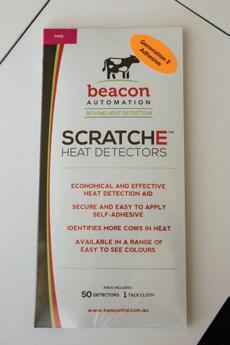 PINK
Generation 2
Adhesive
beacon
AUTOMATION
BOVINE HEAT DETECTION
SCRATCHE™
HEAT DETECTORS
ECONOMICAL AND EFFECTIVE
HEAT DETECTION AID
SECURE AND EASY TO APPLY
SELF-ADHESIVE
IDENTIFIES MORE COWS IN HEAT
AVAILABLE IN A RANGE OF
EASY TO SEE COLOURS
PACK INCLUDES
50 DETECTORS 1 TACK CLOTH
www.beaconhd.com.au